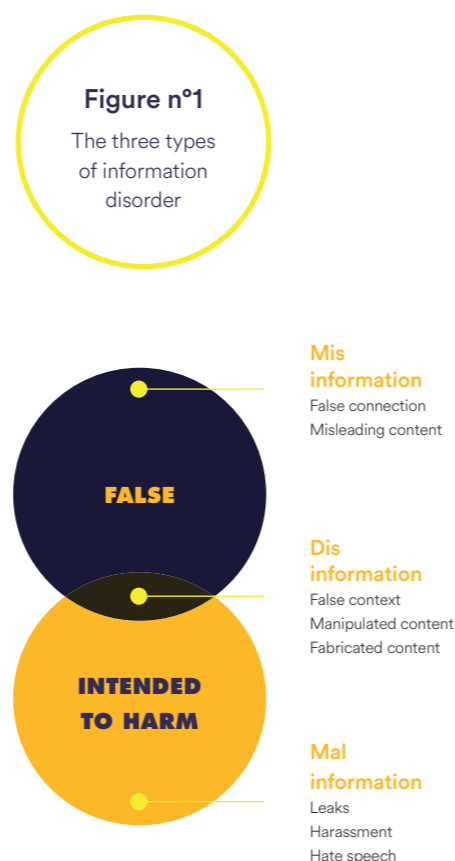 Figure nº1
The three types
of information
disorder
Mis
information
False connection
Misleading content
FALSE
Dis
information
False context
Manipulated content
Fabricated content
INTENDED
TO HARM
Mal
information
Leaks
Harassment
Hate speech